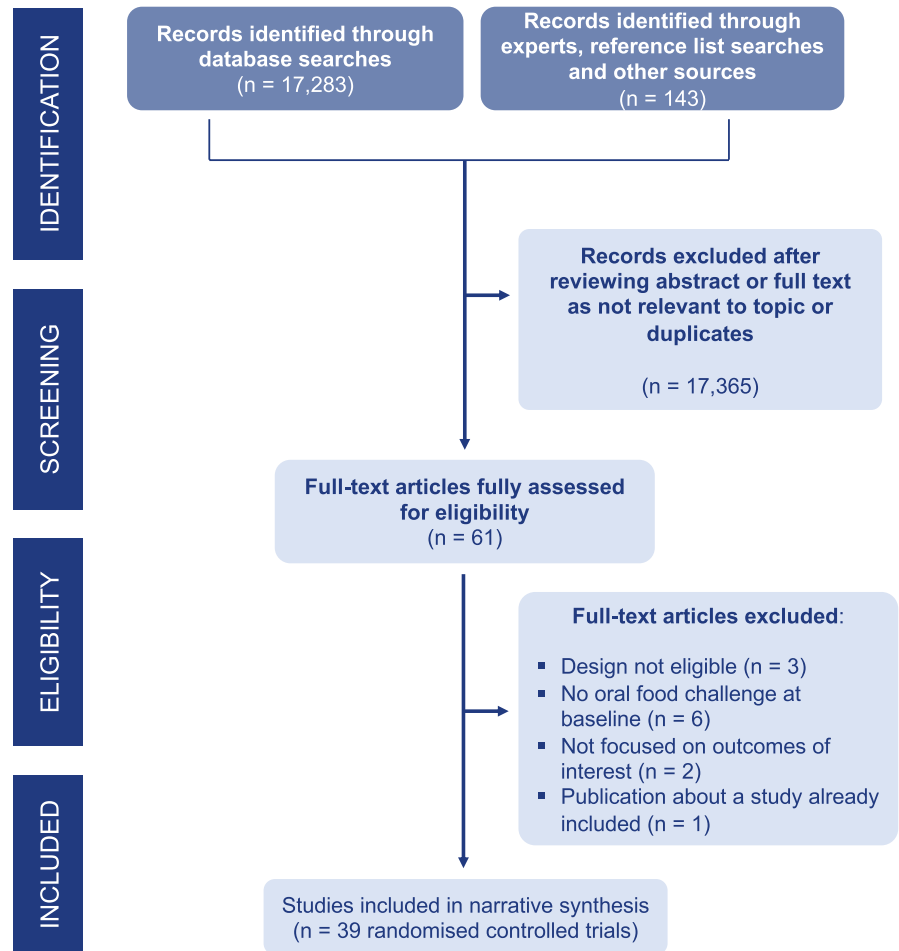 IDENTIFICATION
Records identified through
database searches
(n = 17,283)
Records identified through
experts, reference list searches
and other sources
(n = 143)
SCREENING
Records excluded after
reviewing abstract or full text
as not relevant to topic or
duplicates
(n = 17,365)
Full-text articles fully assessed
for eligibility
(n = 61)
ELIGIBILITY
Full-text articles excluded:
▪ Design not eligible (n = 3)
▪ No oral food challenge at
baseline (n = 6)
▪ Not focused on outcomes of
interest (n = 2)
▪ Publication about a study already
included (n = 1)
INCLUDED
Studies included in narrative synthesis
(n = 39 randomised controlled trials)